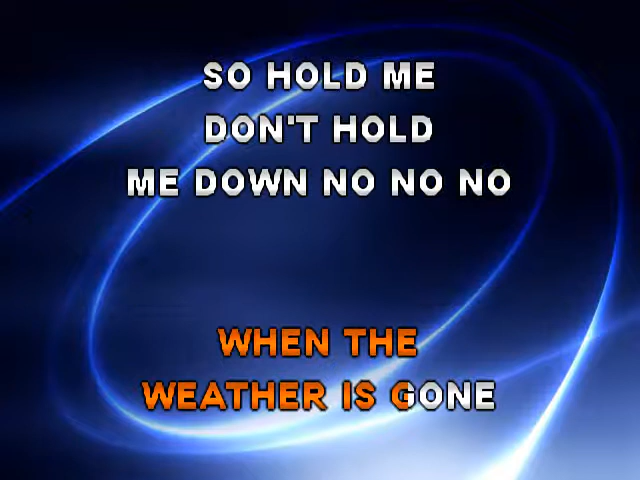 SO HOLD ME
DON'T HOLD
ME DOWN NO NO NO
WHEN THE
WEATHER IS GONE